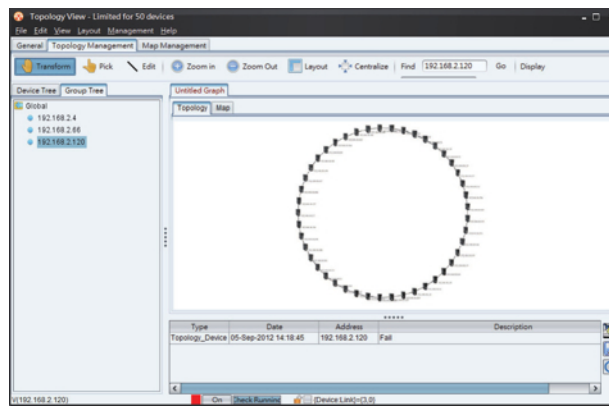 Topology View - Limited for 50 devices
File Edit View Layout Management Help
General Topology Management Map Management
Transform Pick Edit Zoom in Zoom Out Layout Centralize Find 192.168.2.120 Go Display
Device Tree Group Tree
Untitled Graph
Global
192.168.2.4
192.168.2.66
192.168.2.120
Topology Map
Type Date Address Description
Topology_Device 05-Sep-2012 14:18:45 192.168.2.120 Fail
V(192.168.2.120) On Check Running {Device:Link}={3,0}